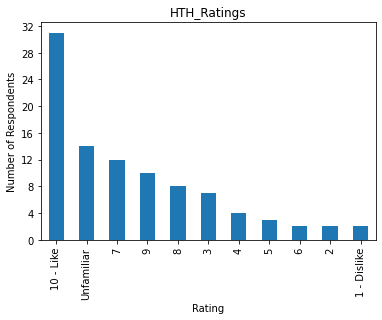 HTH_Ratings
Number of Respondents
32
28
24
20
16
12
8
4
0
10 - Like
Unfamiliar
7
9
8
3
4
5
6
2
1 - Dislike
Rating